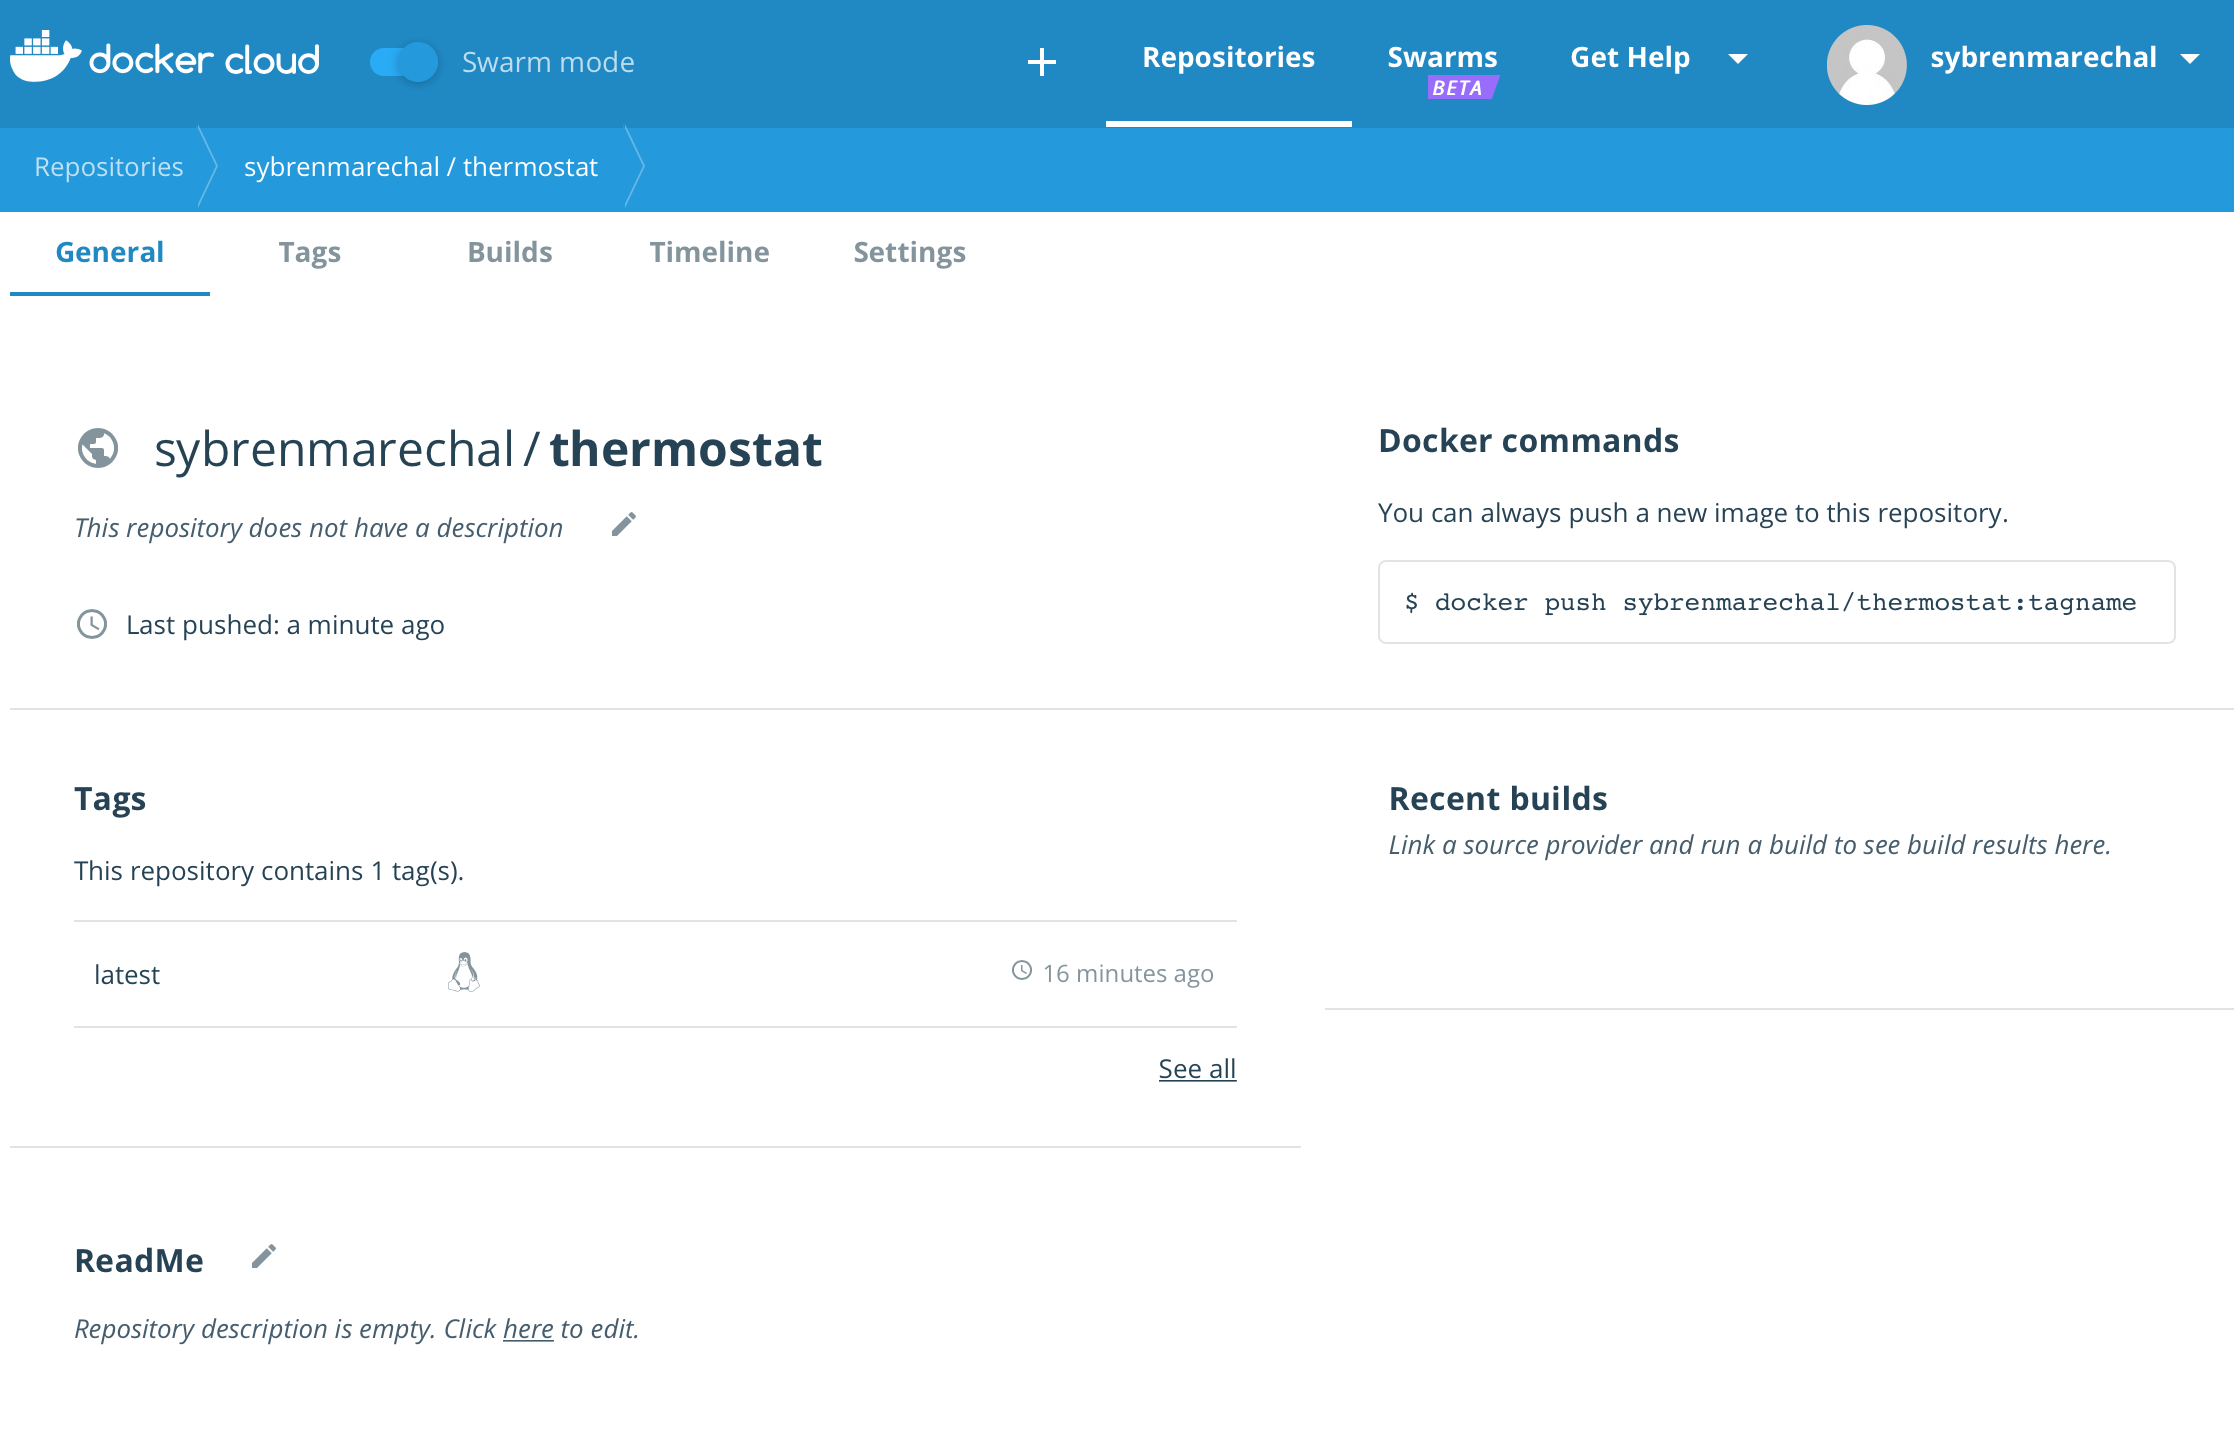 docker cloud Swarm mode + Repositories Swarms Get Help sybrenmarechal
BETA
Repositories sybrenmarechal / thermostat
General Tags Builds Timeline Settings
sybrenmarechal / thermostat
This repository does not have a description
Last pushed: a minute ago
Docker commands
You can always push a new image to this repository.
$ docker push sybrenmarechal/thermostat:tagname
Tags
This repository contains 1 tag(s).
latest 16 minutes ago
See all
Recent builds
Link a source provider and run a build to see build results here.
ReadMe
Repository description is empty. Click here to edit.